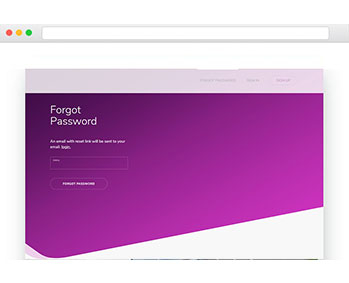 FORGOT PASSWORD SIGN IN SIGN UP
Forgot
Password
An email with reset link will be sent to your
email. login.
EMAIL
FORGOT PASSWORD